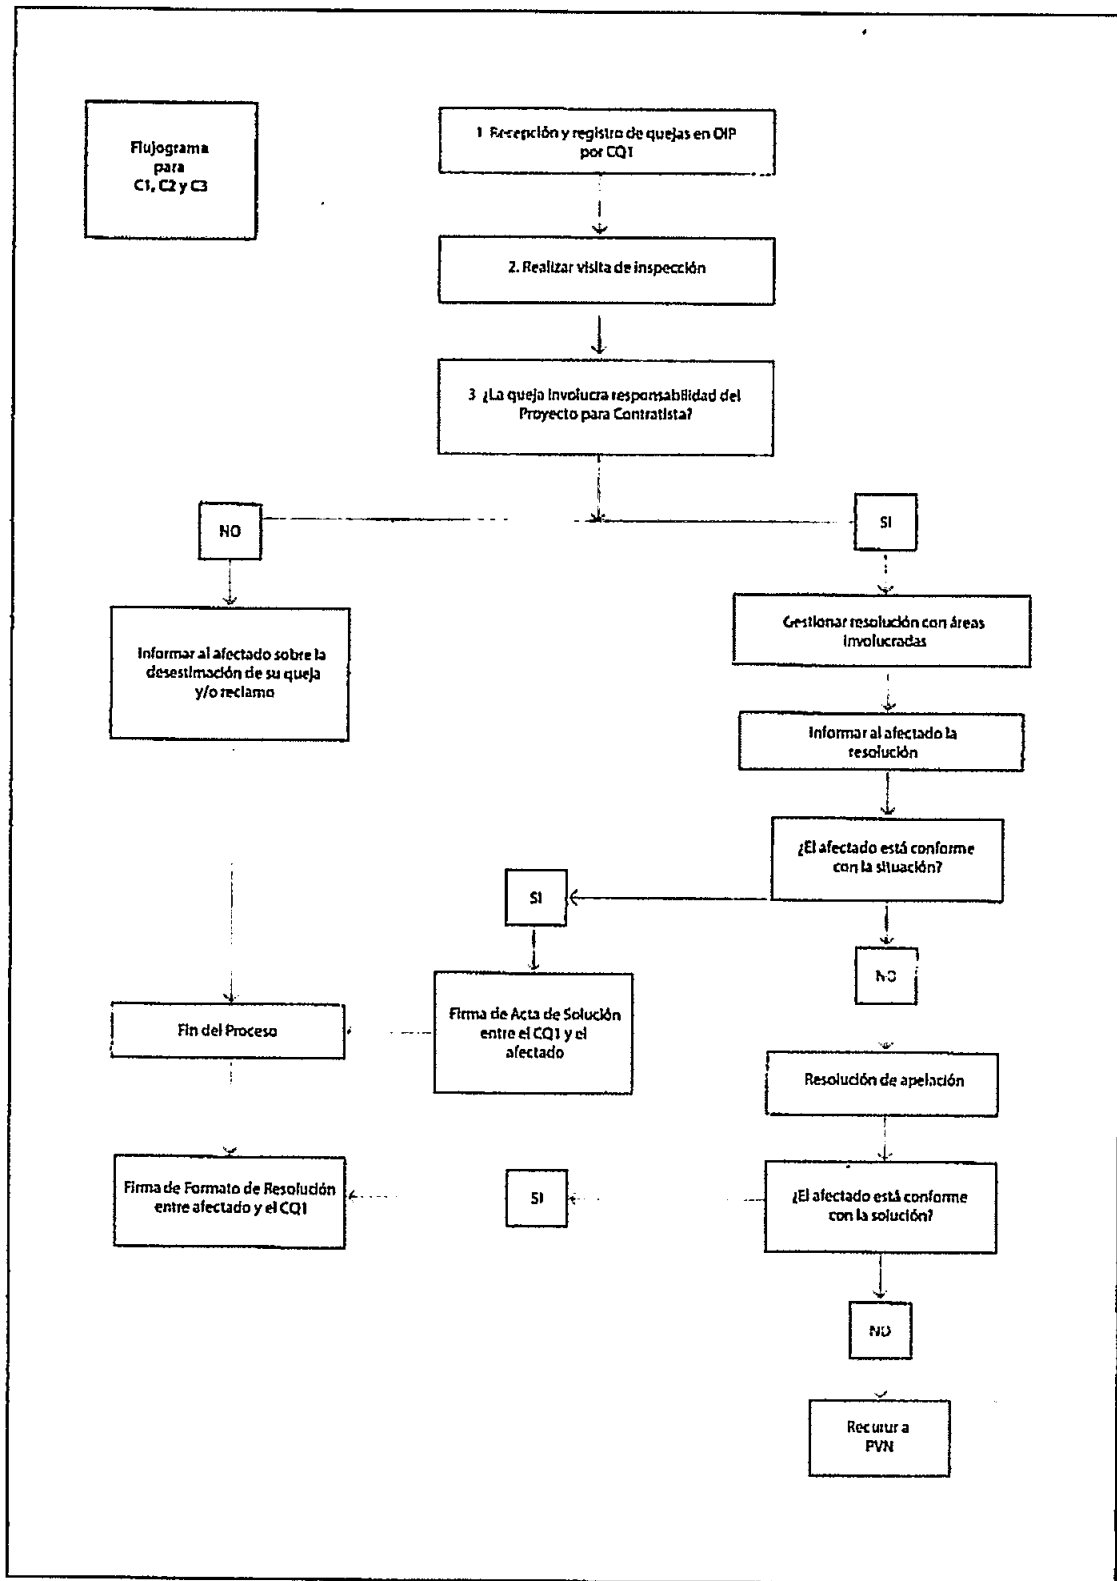 Flujograma
para
C1, C2 y C3
1 Recepción y registro de quejas en OIP
por CQ1
2. Realizar visita de inspección
3 ¿La queja involucra responsabilidad del
Proyecto para Contratista?
NO
SI
Informar al afectado sobre la
desestimación de su queja
y/o reclamo
Gestionar resolución con áreas
involucradas
Informar al afectado la
resolución
¿El afectado está conforme
con la situación?
SI
NO
Firma de Acta de Solución
entre el CQ1 y el
afectado
Fin del Proceso
Resolución de apelación
Firma de Formato de Resolución
entre afectado y el CQ1
SI
¿El afectado está conforme
con la solución?
NO
Recurur a
PVN